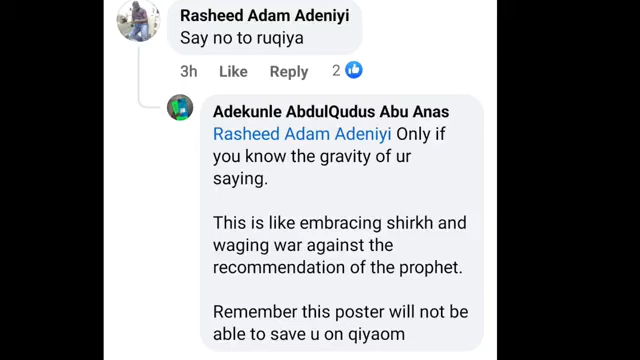 Rasheed Adam Adeniyi
Say no to ruqiya
3h Like Reply 2
Adekunle AbdulQudus Abu Anas
Rasheed Adam Adeniyi Only if
you know the gravity of ur
saying.
This is like embracing shirkh and
waging war against the
recommendation of the prophet.
Remember this poster will not be
able to save u on qiyaom